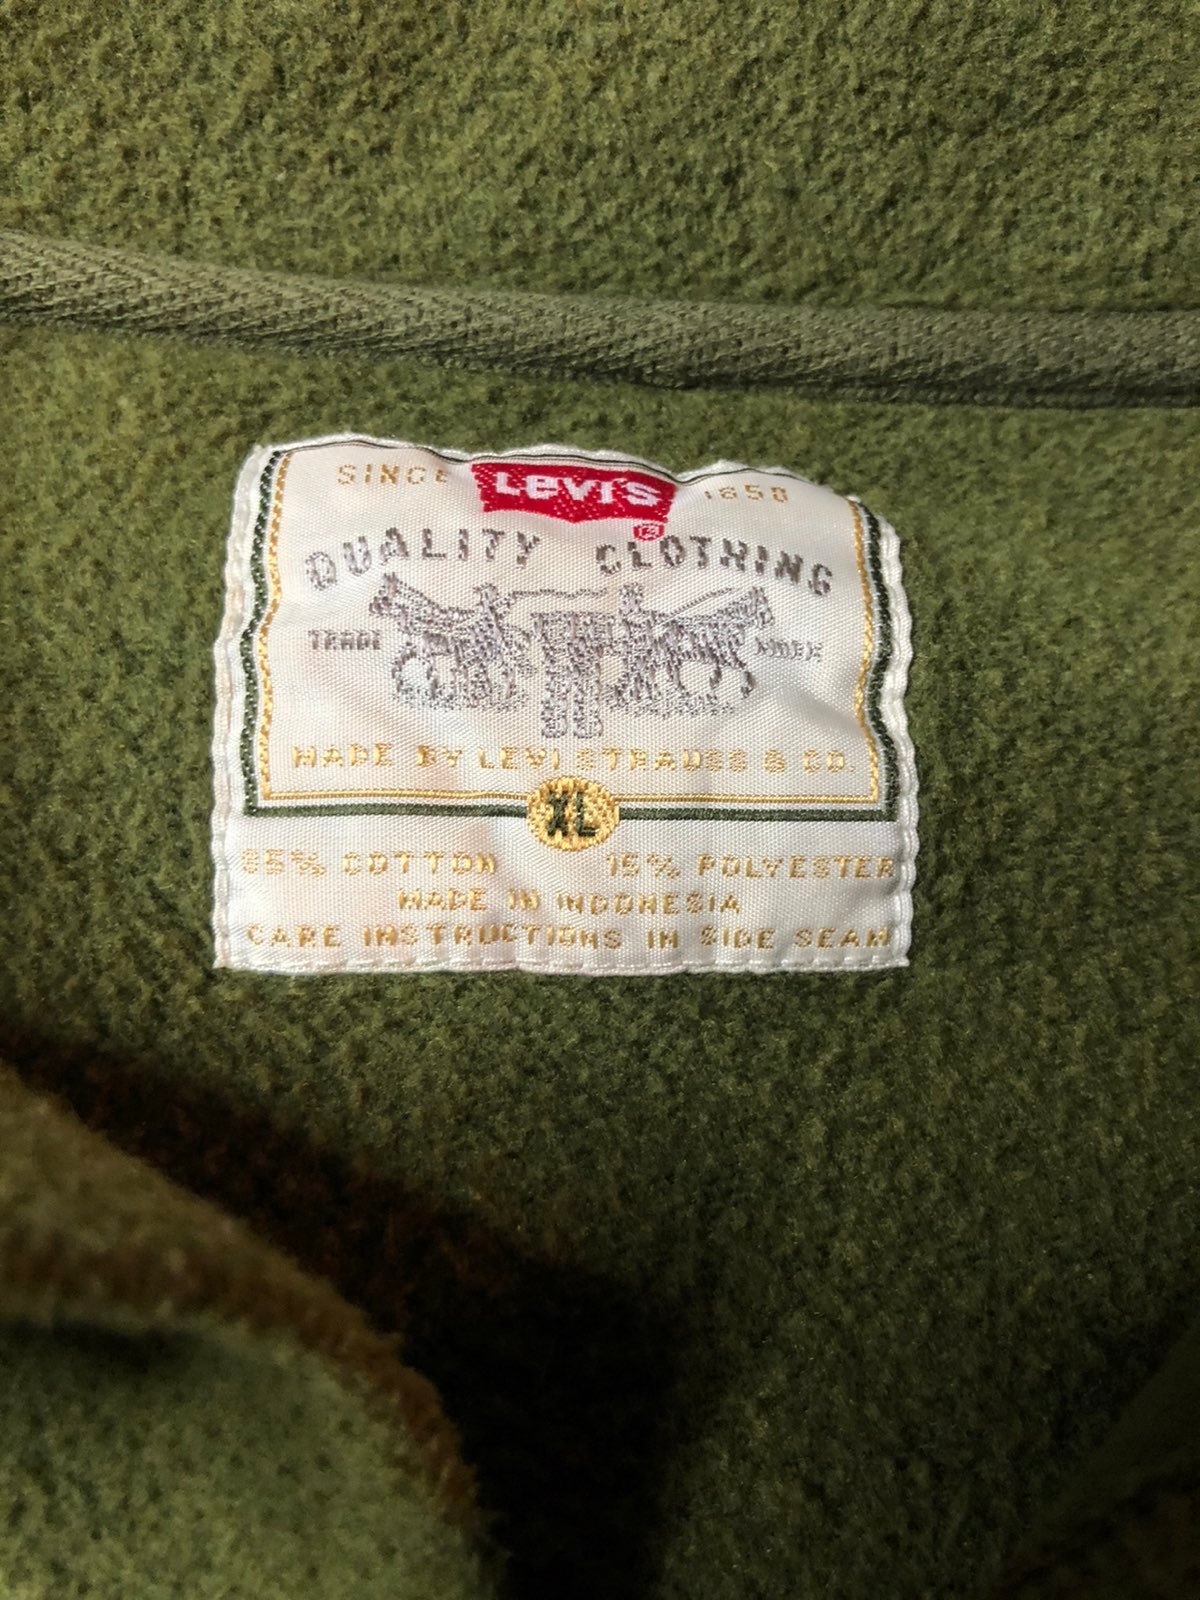 SINCE LEVI'S 1850
QUALITY CLOTHING
TRADE MARK
MADE BY LEVI STRAUSS & CO.
XL
85% COTTON 15% POLYESTER
MADE IN INDONESIA
CARE INSTRUCTIONS IN SIDE SEAM